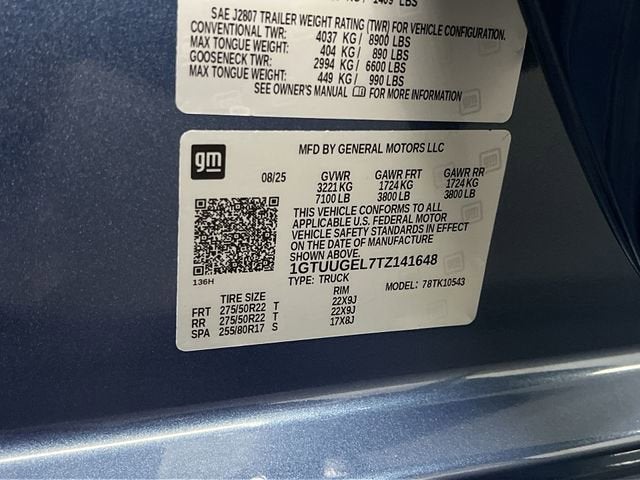 1409 LBS
SAE J2807 TRAILER WEIGHT RATING (TWR) FOR VEHICLE CONFIGURATION.
CONVENTIONAL TWR: 4037 KG / 8900 LBS
MAX TONGUE WEIGHT: 404 KG / 890 LBS
GOOSENECK TWR: 2994 KG / 6600 LBS
MAX TONGUE WEIGHT: 449 KG / 990 LBS
SEE OWNER'S MANUAL FOR MORE INFORMATION
gm
MFD BY GENERAL MOTORS LLC
08/25 GVWR GAWR FRT GAWR RR
3221 KG 1724 KG 1724 KG
7100 LB 3800 LB 3800 LB
THIS VEHICLE CONFORMS TO ALL
APPLICABLE U.S. FEDERAL MOTOR
VEHICLE SAFETY STANDARDS IN EFFECT
ON THE DATE OF MANUFACTURE
SHOWN ABOVE.
1GTUUGEL7TZ141648
136H TYPE: TRUCK MODEL: 78TK10543
TIRE SIZE RIM
FRT 275/50R22 T 22X9J
RR 275/50R22 T 22X9J
SPA 255/80R17 S 17X8J